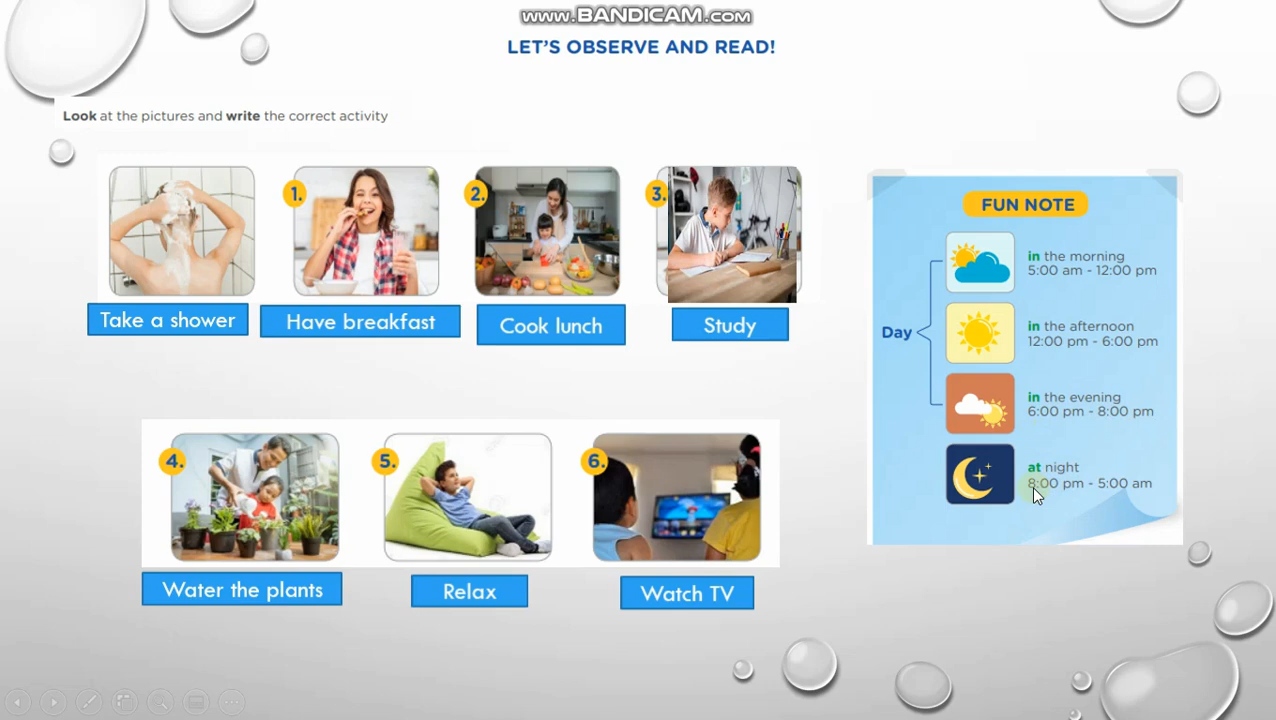 WWW.BANDICAM.COM
LET'S OBSERVE AND READ!
Look at the pictures and write the correct activity
1.
2.
3.
Take a shower
Have breakfast
Cook lunch
Study
4.
5.
6.
Water the plants
Relax
Watch TV
FUN NOTE
Day
in the morning
5:00 am - 12:00 pm
in the afternoon
12:00 pm - 6:00 pm
in the evening
6:00 pm - 8:00 pm
at night
8:00 pm - 5:00 am